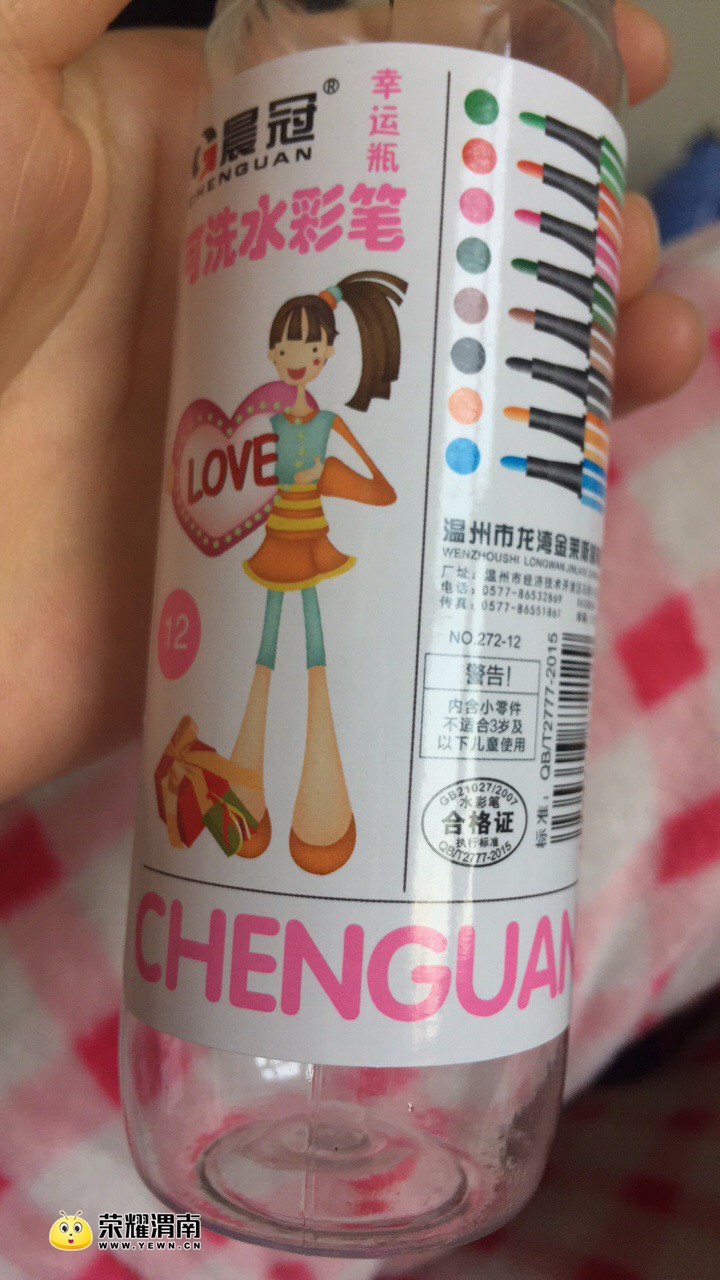 晨冠®
CHENGUAN
幸运瓶
可洗水彩笔
LOVE
12
温州市龙湾金莱斯
WENZHOUSHI LONGWAN
厂址：温州市经济技术开
电话：0577-86532869
传真：0577-86551861
NO.272-12
警告！
内含小零件
不适合3岁及
以下儿童使用
GB21027/2007
水彩笔
合格证
执行标准
QB/T2777-2015
标准：QB/T2777-2015
CHENGUAN
荣耀渭南
WWW.YEWN.CN